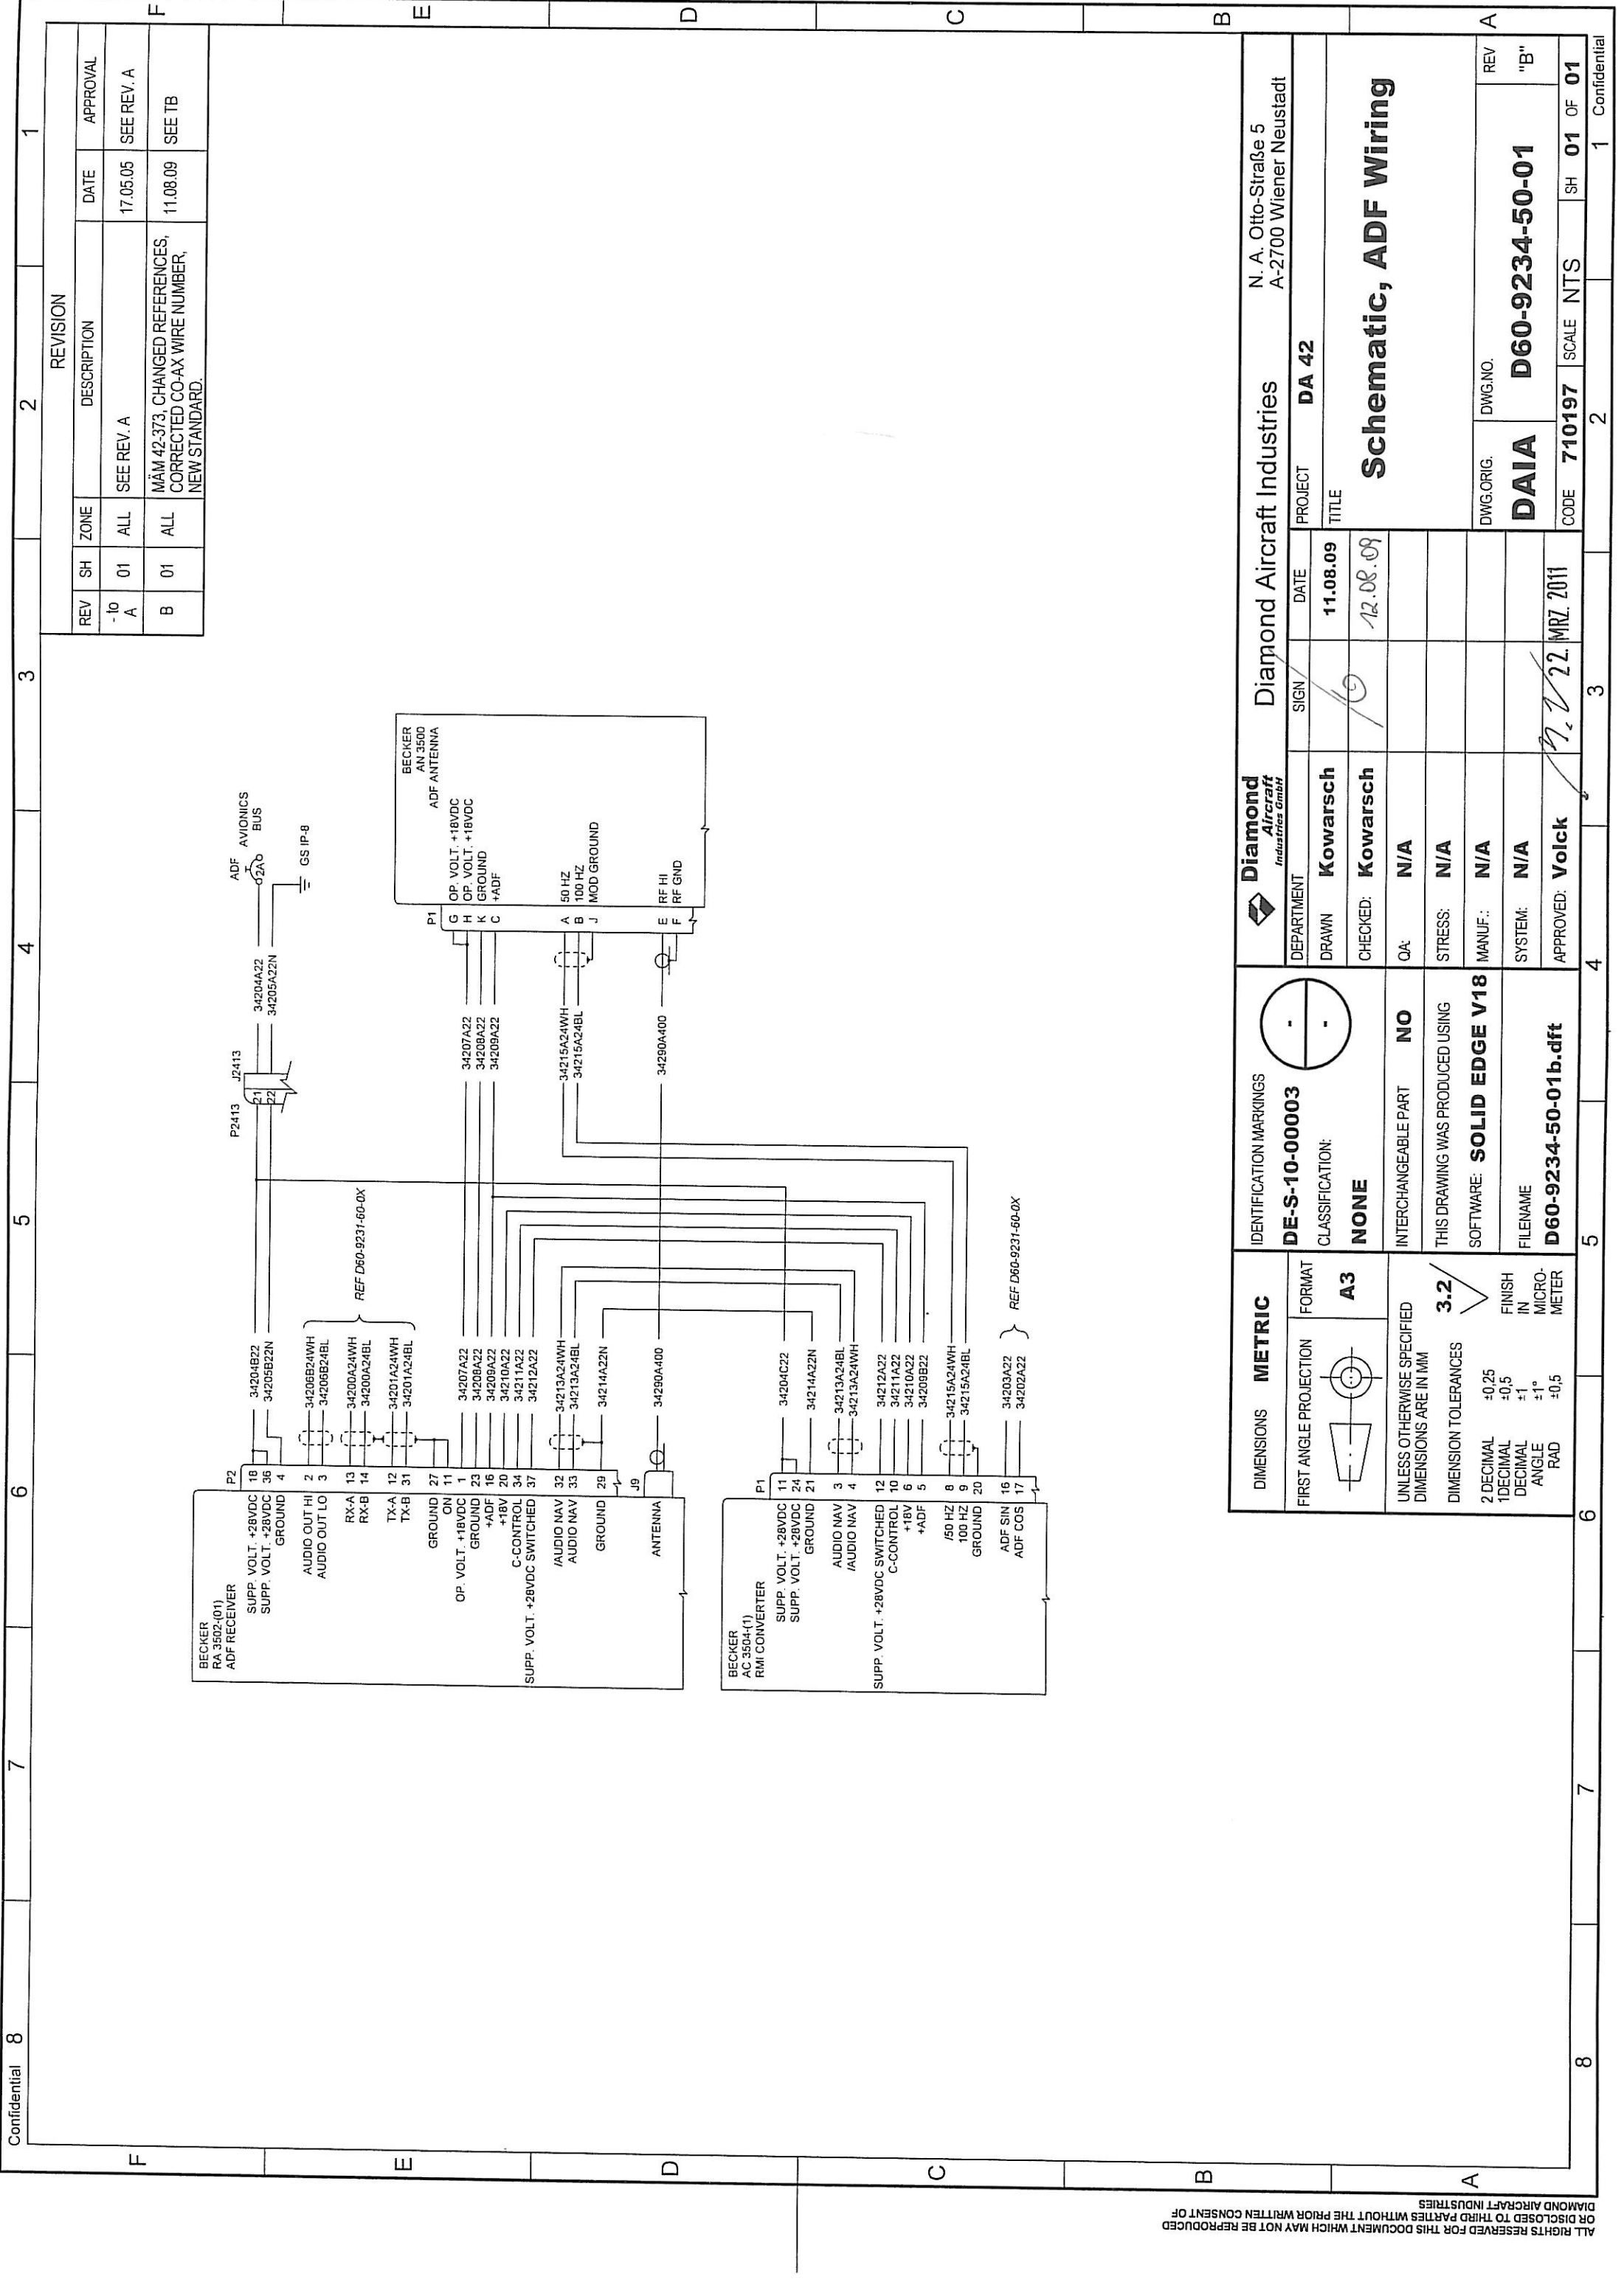 Confidential 8 7 6 5 4 3 2 1
F
E
D
C
B
A
REVISION
REV SH ZONE DESCRIPTION DATE APPROVAL
- to A 01 ALL SEE REV. A 17.05.05 SEE REV. A
B 01 ALL MÄM 42-373, CHANGED REFERENCES, 11.08.09 SEE TB
CORRECTED CO-AX WIRE NUMBER,
NEW STANDARD.
BECKER
RA 3502-(01)
ADF RECEIVER
P2
SUPP. VOLT. +28VDC 18 34204B22
SUPP. VOLT. +28VDC 36 34205B22N
GROUND 4
AUDIO OUT HI 2 34206B24WH
AUDIO OUT LO 3 34206B24BL
RX-A 13 34200A24WH
RX-B 14 34200A24BL
TX-A 12 34201A24WH
TX-B 31 34201A24BL
REF D60-9231-60-0X
GROUND 27
ON 11
OP. VOLT. +18VDC 1 34207A22
GROUND 23 34208A22
+ADF 16 34209A22
+18V 20 34210A22
C-CONTROL 34 34211A22
SUPP. VOLT. +28VDC SWITCHED 37 34212A22
/AUDIO NAV 32 34213A24WH
AUDIO NAV 33 34213A24BL
GROUND 29 34214A22N
J9
ANTENNA 34290A400
P2413 J2413
21 34204A22
22 34205A22N
ADF
2A
AVIONICS
BUS
GS IP-8
BECKER
AN 3500
ADF ANTENNA
P1
G OP. VOLT. +18VDC
34207A22 H OP. VOLT. +18VDC
34208A22 K GROUND
34209A22 C +ADF
34215A24WH A 50 HZ
34215A24BL B 100 HZ
J MOD GROUND
34290A400 E RF HI
F RF GND
BECKER
AC 3504-(1)
RMI CONVERTER
P1
SUPP. VOLT. +28VDC 11 34204C22
SUPP. VOLT. +28VDC 24
GROUND 21 34214A22N
AUDIO NAV 3 34213A24BL
/AUDIO NAV 4 34213A24WH
SUPP. VOLT. +28VDC SWITCHED 12 34212A22
C-CONTROL 10 34211A22
+18V 6 34210A22
+ADF 5 34209B22
/50 HZ 8 34215A24WH
100 HZ 9 34215A24BL
GROUND 20
ADF SIN 16 34203A22
ADF COS 17 34202A22
REF D60-9231-60-0X
DIMENSIONS METRIC
FIRST ANGLE PROJECTION
FORMAT
A3
UNLESS OTHERWISE SPECIFIED
DIMENSIONS ARE IN MM
DIMENSION TOLERANCES
2 DECIMAL ±0,25
1DECIMAL ±0,5
DECIMAL ±1
ANGLE ±1°
RAD ±0,5
3.2
FINISH
IN
MICRO-
METER
IDENTIFICATION MARKINGS
DE-S-10-00003
-
-
CLASSIFICATION:
NONE
INTERCHANGEABLE PART NO
THIS DRAWING WAS PRODUCED USING
SOFTWARE: SOLID EDGE V18
FILENAME
D60-9234-50-01b.dft
Diamond
Aircraft
Industries GmbH
Diamond Aircraft Industries
N. A. Otto-Straße 5
A-2700 Wiener Neustadt
DEPARTMENT SIGN DATE
DRAWN Kowarsch 11.08.09
CHECKED: Kowarsch 12.08.09
QA: N/A
STRESS: N/A
MANUF.: N/A
SYSTEM: N/A
APPROVED: Volck 22. MRZ. 2011
PROJECT DA 42
TITLE
Schematic, ADF Wiring
DWG.ORIG. DWG.NO. REV
DAIA D60-9234-50-01 "B"
CODE 710197 SCALE NTS SH 01 OF 01
8 7 6 5 4 3 2 1
F
E
D
C
B
A
Confidential
ALL RIGHTS RESERVED FOR THIS DOCUMENT WHICH MAY NOT BE REPRODUCED
OR DISCLOSED TO THIRD PARTIES WITHOUT THE PRIOR WRITTEN CONSENT OF
DIAMOND AIRCRAFT INDUSTRIES